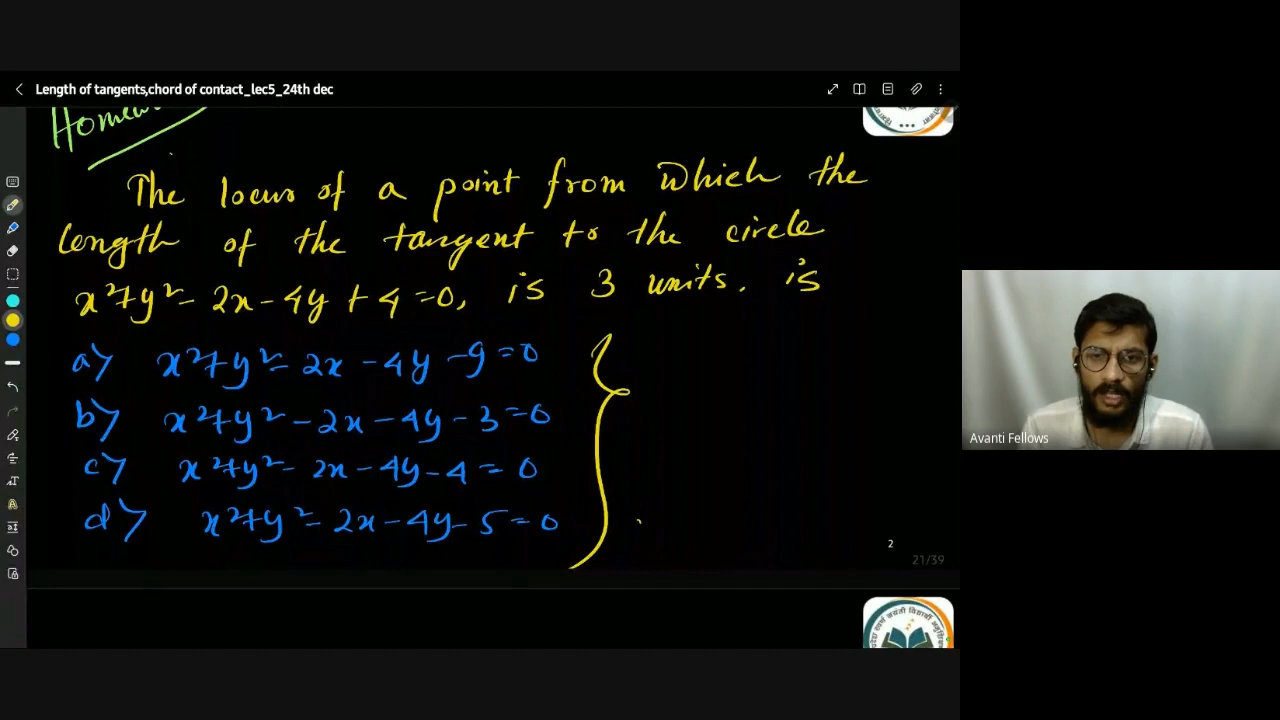 Length of tangents,chord of contact_lec5_24th dec
The locus of a point from which the
length of the tangent to the circle
x²+y²-2x-4y+4=0, is 3 units. is
a) x²+y²-2x-4y-9=0
b) x²+y²-2x-4y-3=0
c) x²+y²-2x-4y-4=0
d) x²+y²-2x-4y-5=0
2
21/39
Avanti Fellows